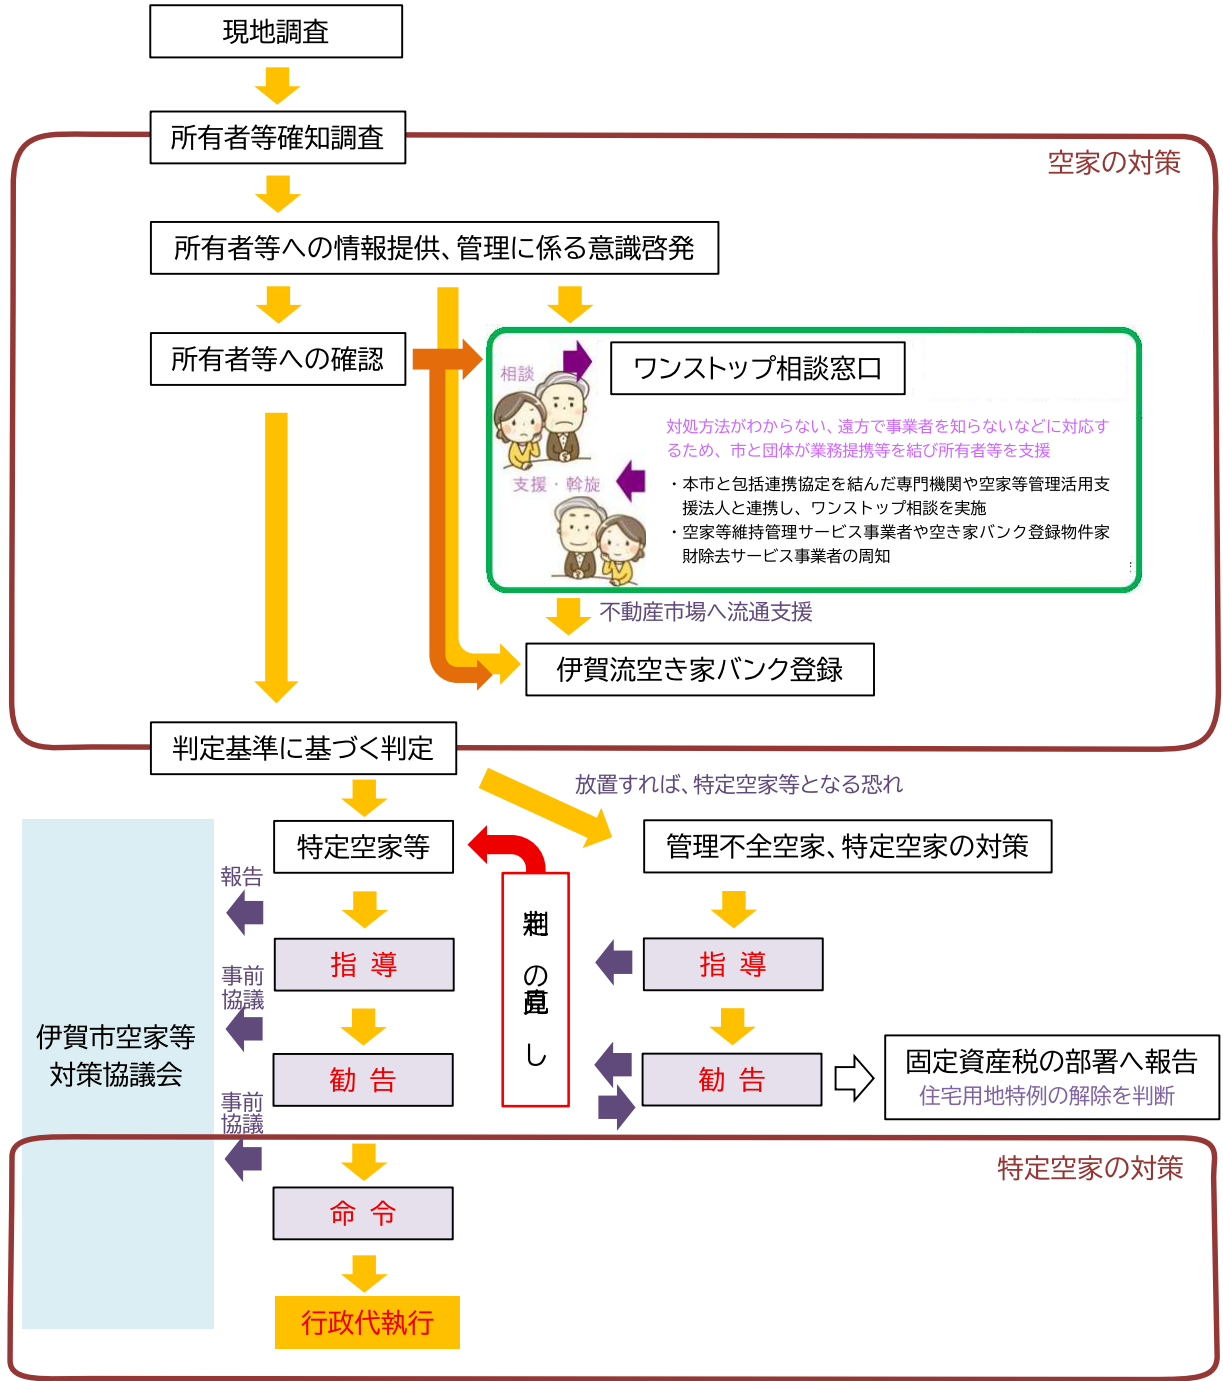 現地調査
所有者等確知調査
空家の対策
所有者等への情報提供、管理に係る意識啓発
所有者等への確認
相談
ワンストップ相談窓口
対処方法がわからない、遠方で事業者を知らないなどに対応す
るため、市と団体が業務提携等を結び所有者等を支援
支援・斡旋
・本市と包括連携協定を結んだ専門機関や空家等管理活用支
援法人と連携し、ワンストップ相談を実施
・空家等維持管理サービス事業者や空き家バンク登録物件家
財除去サービス事業者の周知
不動産市場へ流通支援
伊賀流空き家バンク登録
判定基準に基づく判定
放置すれば、特定空家等となる恐れ
特定空家等
管理不全空家、特定空家の対策
報告
判定の見直し
指 導
指 導
事前
協議
伊賀市空家等
対策協議会
勧 告
勧 告
固定資産税の部署へ報告
住宅用地特例の解除を判断
事前
協議
特定空家の対策
命 令
行政代執行